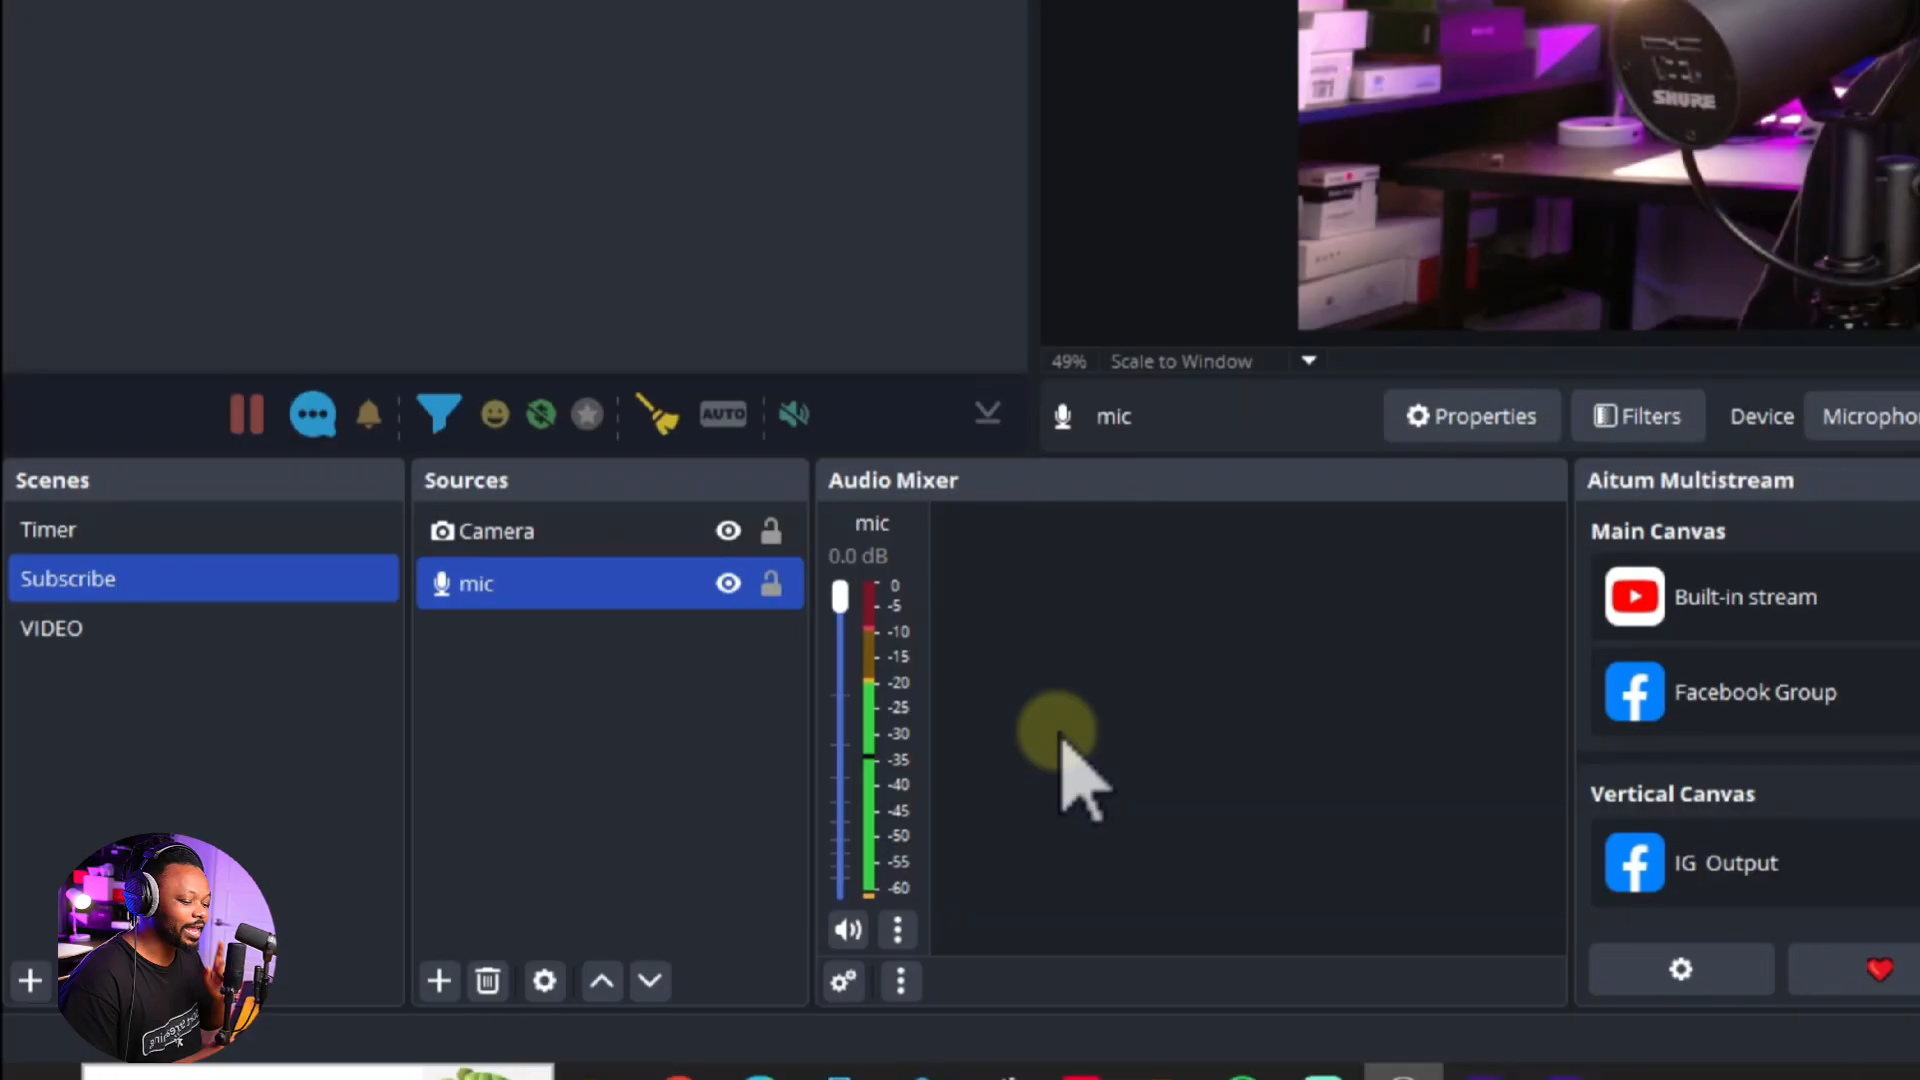 SHURE
49% Scale to Window
AUTO
mic
Properties
Filters
Device
Scenes
Timer
Subscribe
VIDEO
Sources
Camera
mic
Audio Mixer
mic
0.0 dB
0
-5
-10
-15
-20
-25
-30
-35
-40
-45
-50
-55
-60
Aitum Multistream
Main Canvas
Built-in stream
Facebook Group
Vertical Canvas
IG Output